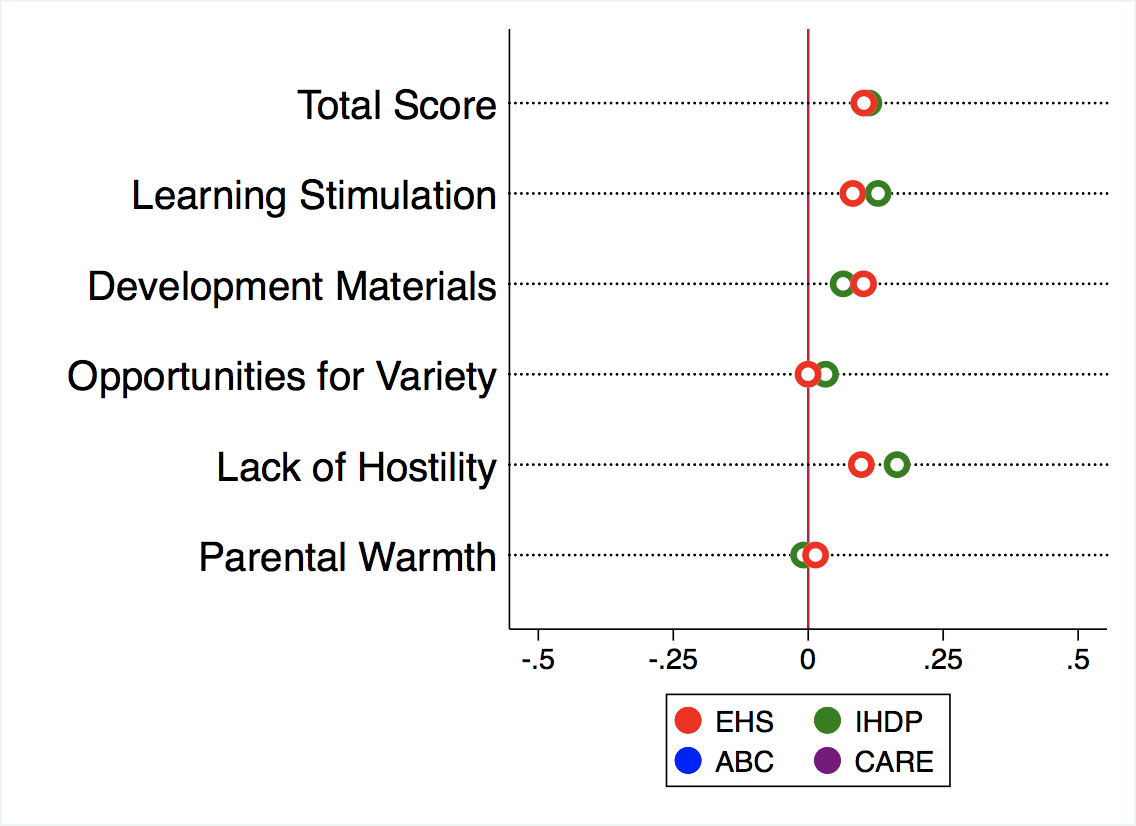 Total Score
Learning Stimulation
Development Materials
Opportunities for Variety
Lack of Hostility
Parental Warmth
-.5 -.25 0 .25 .5
EHS IHDP
ABC CARE